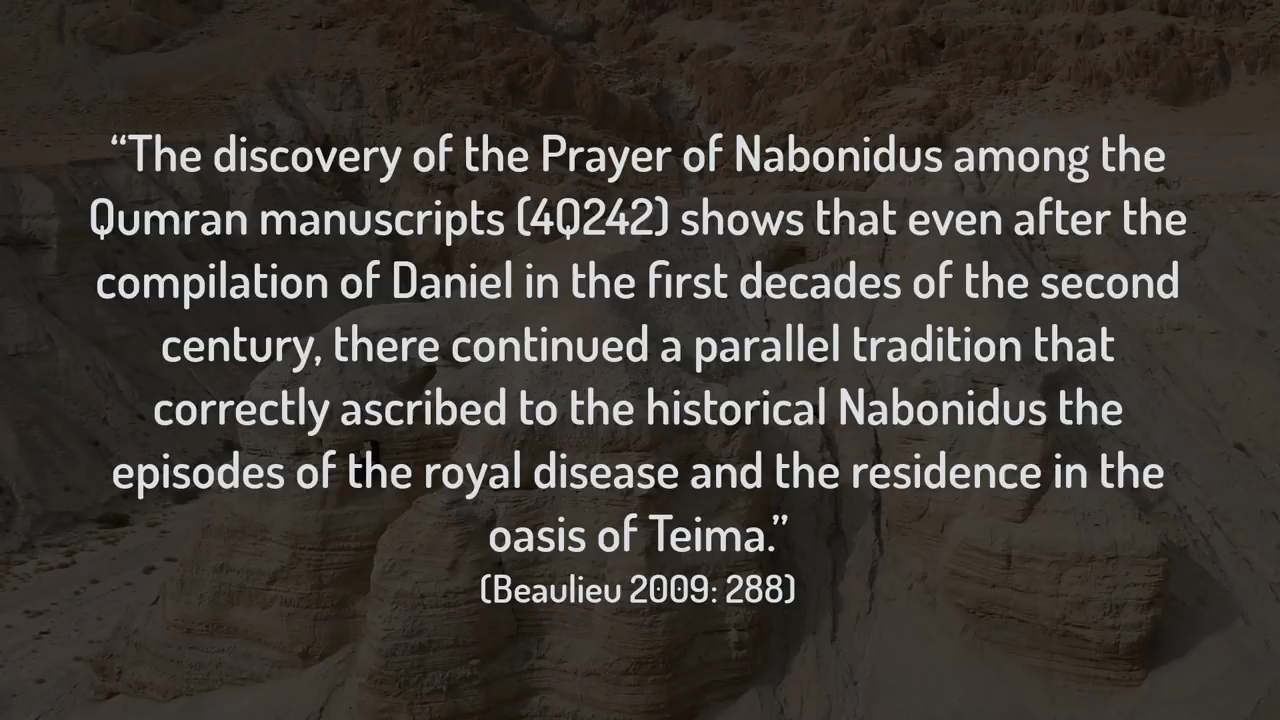 “The discovery of the Prayer of Nabonidus among the
Qumran manuscripts (4Q242) shows that even after the
compilation of Daniel in the first decades of the second
century, there continued a parallel tradition that
correctly ascribed to the historical Nabonidus the
episodes of the royal disease and the residence in the
oasis of Teima.”
(Beaulieu 2009: 288)